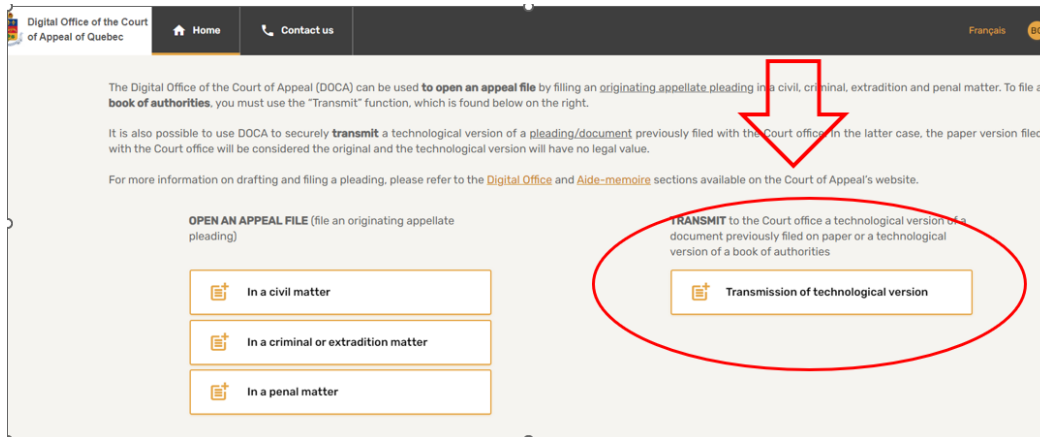 Digital Office of the Court
of Appeal of Quebec
Home
Contact us
Français
The Digital Office of the Court of Appeal (DOCA) can be used to open an appeal file by filling an originating appellate pleading in a civil, criminal, extradition and penal matter. To file a
book of authorities, you must use the "Transmit" function, which is found below on the right.
It is also possible to use DOCA to securely transmit a technological version of a pleading/document previously filed with the Court office. In the latter case, the paper version filed
with the Court office will be considered the original and the technological version will have no legal value.
For more information on drafting and filing a pleading, please refer to the Digital Office and Aide-memoire sections available on the Court of Appeal's website.
OPEN AN APPEAL FILE (file an originating appellate
pleading)
In a civil matter
In a criminal or extradition matter
In a penal matter
TRANSMIT to the Court office a technological version of a
document previously filed on paper or a technological
version of a book of authorities
Transmission of technological version